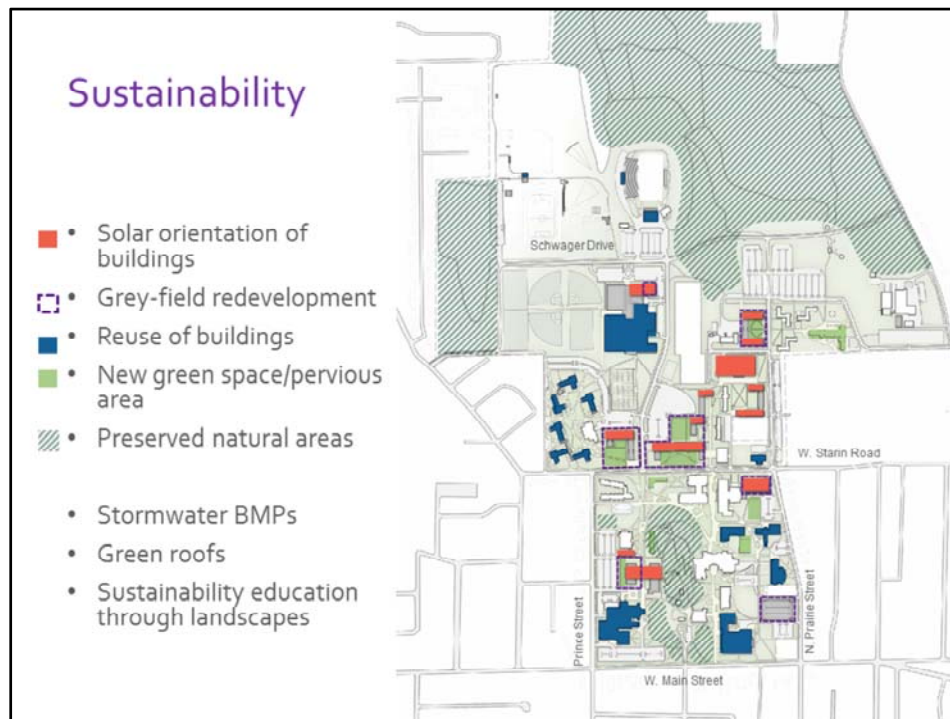 Sustainability
• Solar orientation of
buildings
• Grey-field redevelopment
• Reuse of buildings
• New green space/pervious
area
• Preserved natural areas
• Stormwater BMPs
• Green roofs
• Sustainability education
through landscapes
Schwager Drive
W. Starin Road
Prince Street
N. Prairie Street
W. Main Street